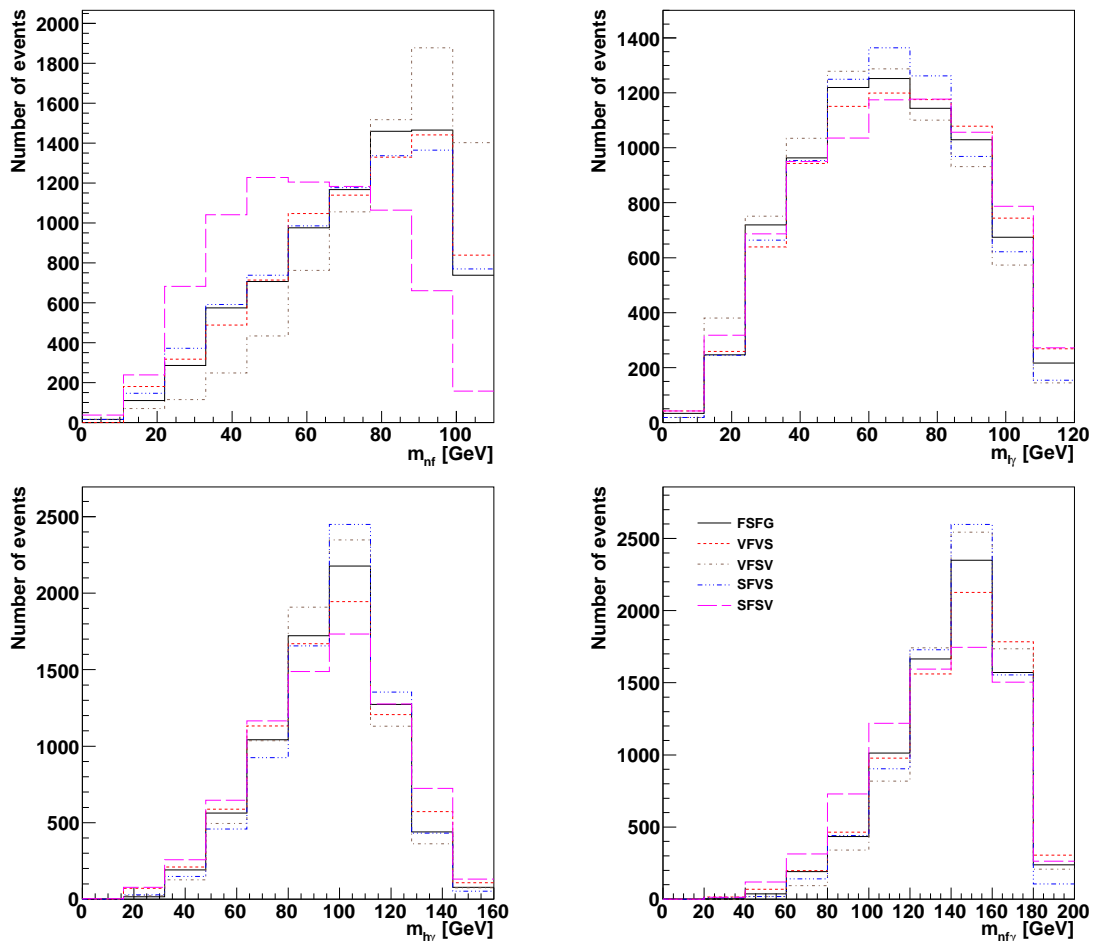 Number of events
2000
1800
1600
1400
1200
1000
800
600
400
200
0
0 20 40 60 80 100
m_nf [GeV]
Number of events
1400
1200
1000
800
600
400
200
0
0 20 40 60 80 100 120
m_lγ [GeV]
Number of events
2500
2000
1500
1000
500
0
0 20 40 60 80 100 120 140 160
m_hγ [GeV]
Number of events
2500
2000
1500
1000
500
0
FSFG
VFVS
VFSV
SFVS
SFSV
0 20 40 60 80 100 120 140 160 180 200
m_nfγ [GeV]